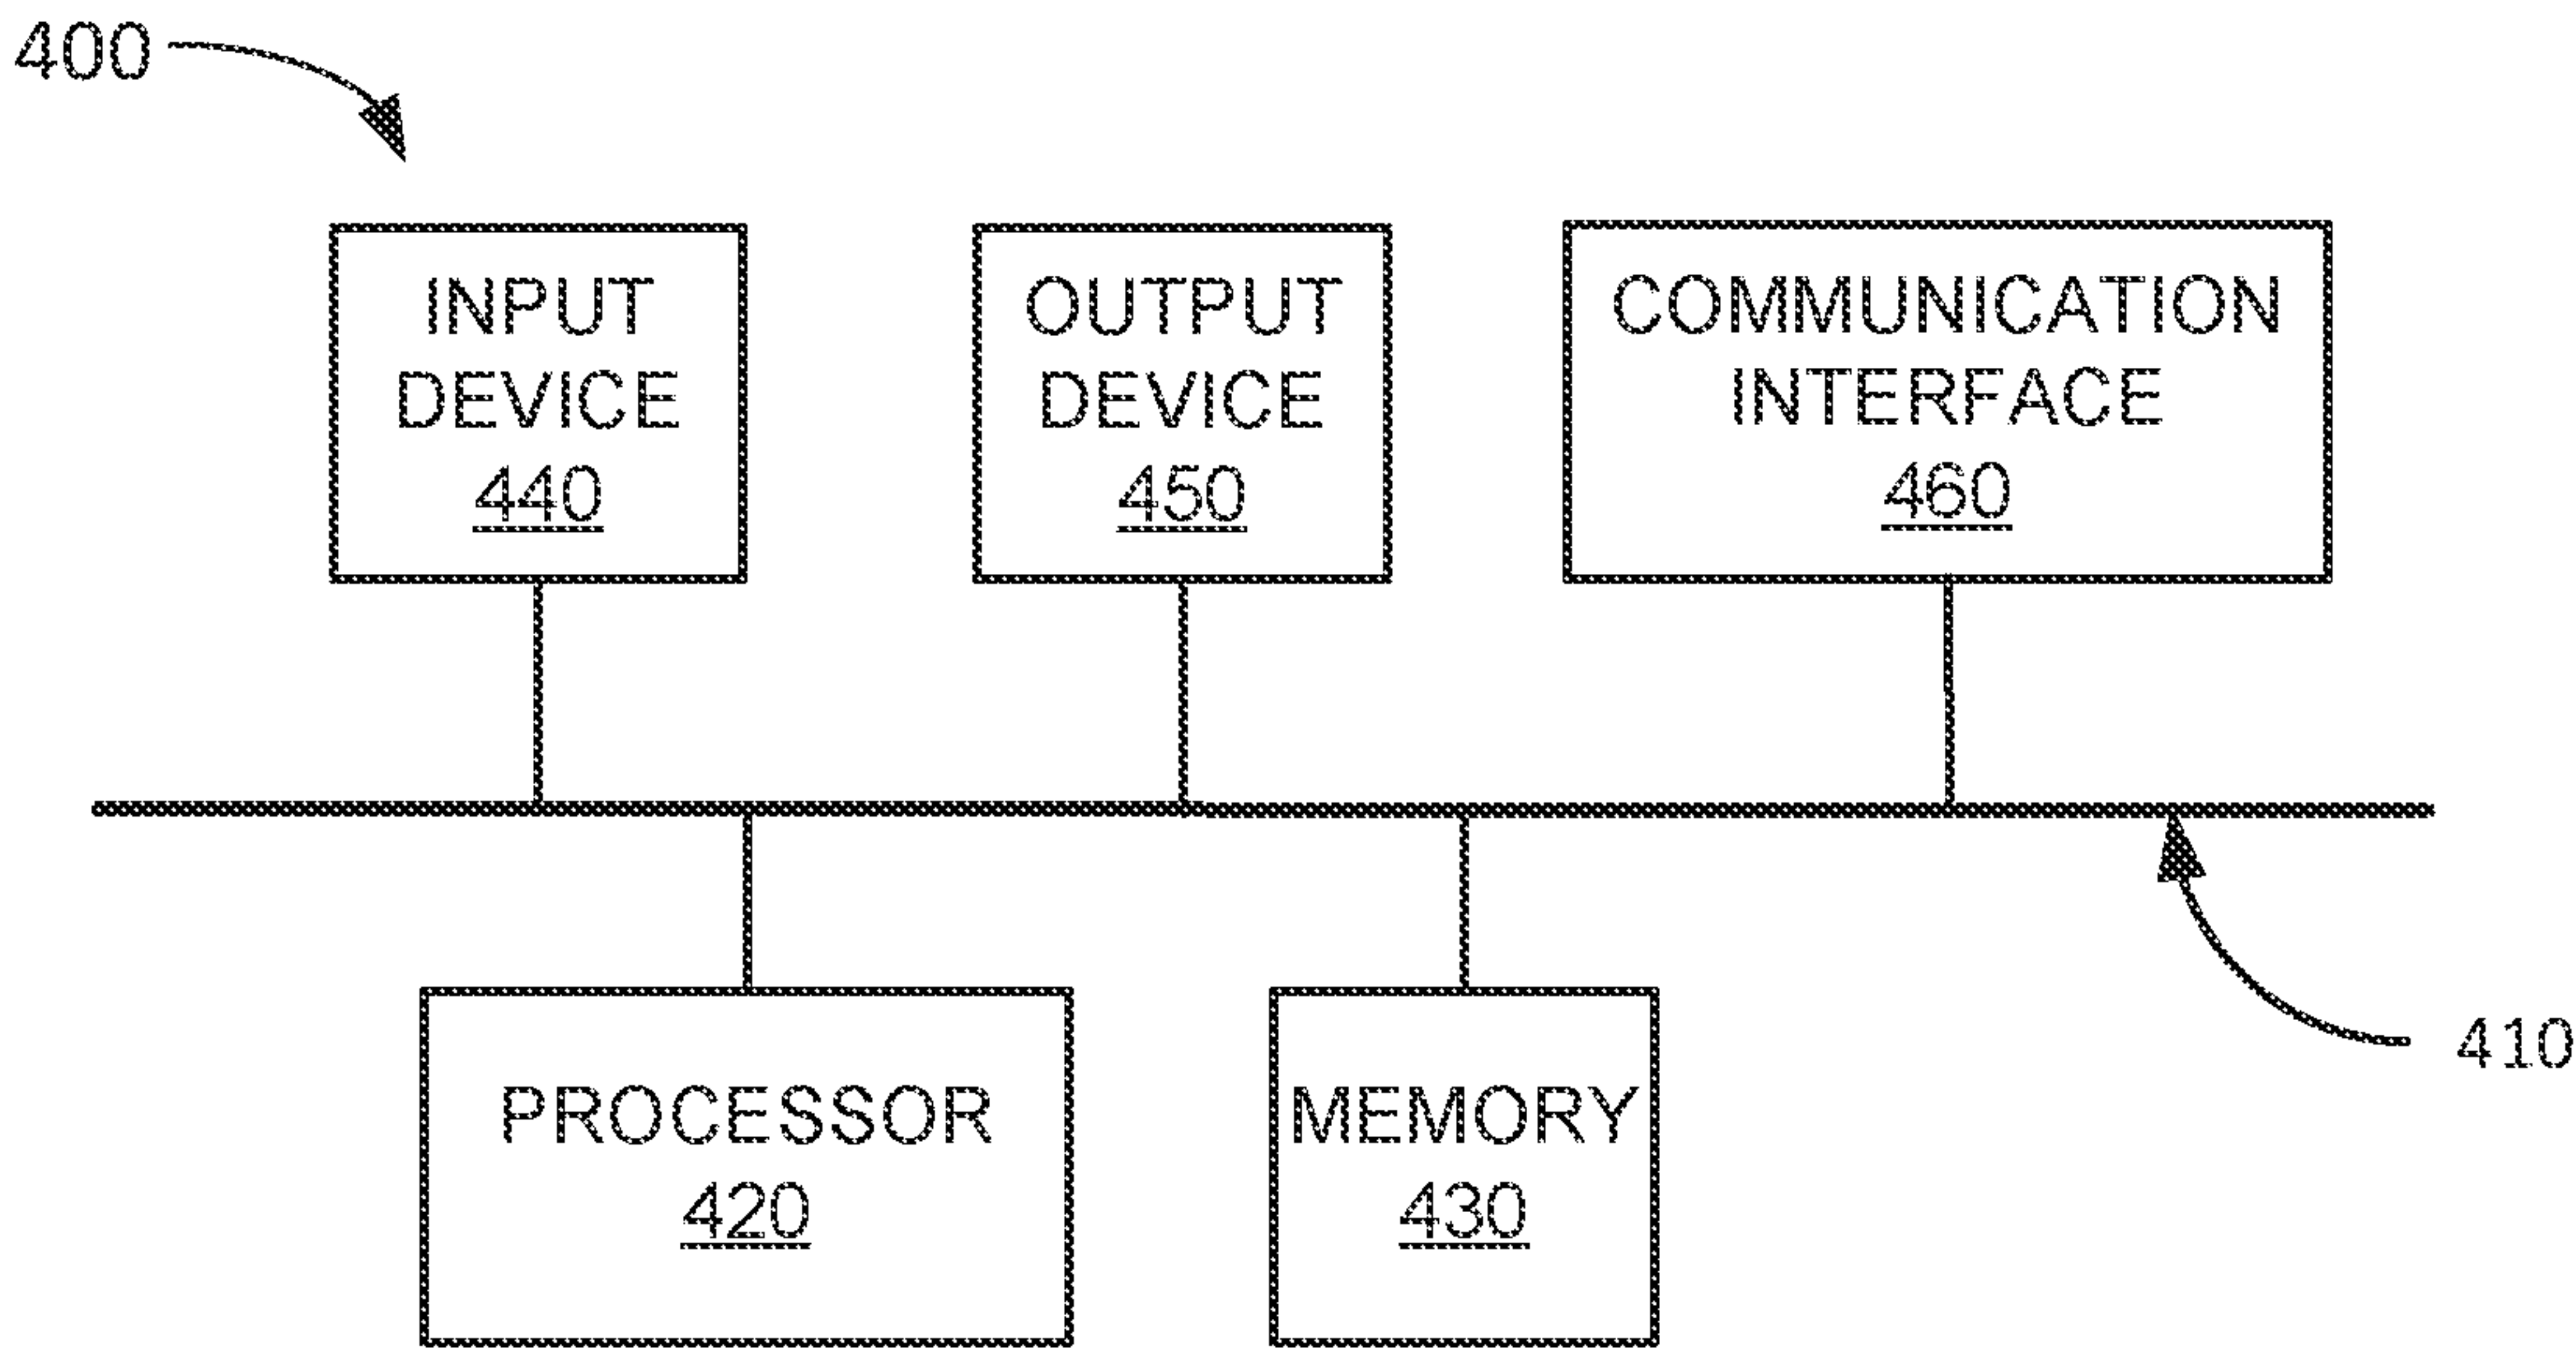 400
INPUT
DEVICE
440
OUTPUT
DEVICE
450
COMMUNICATION
INTERFACE
460
410
PROCESSOR
420
MEMORY
430